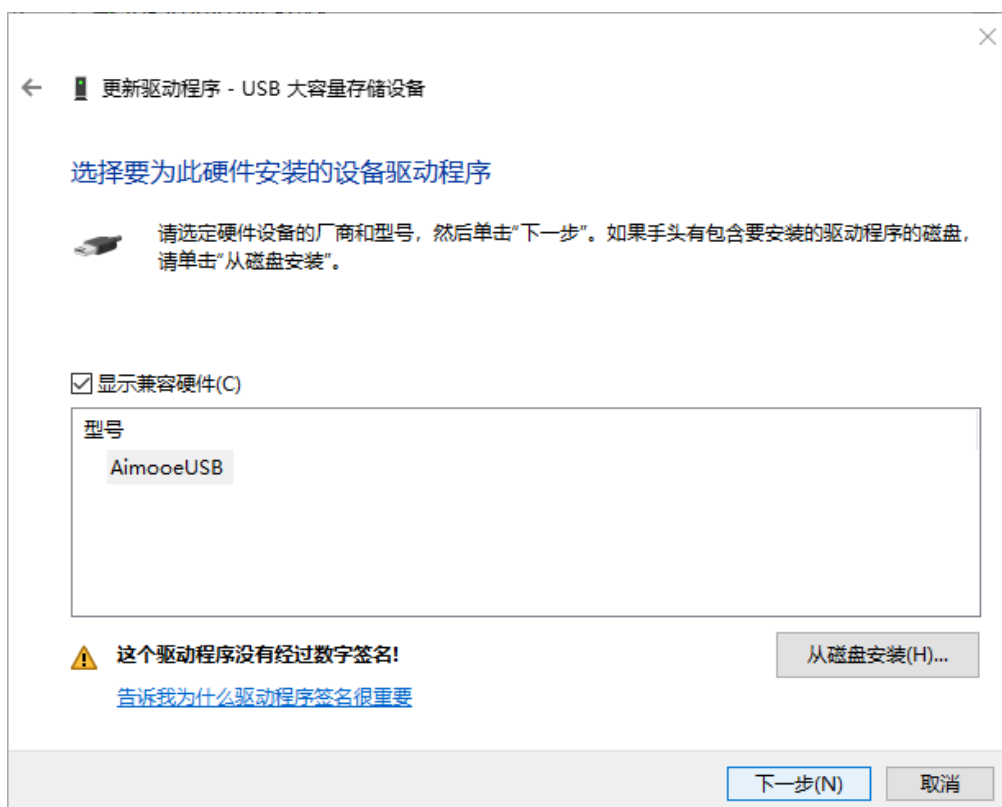 更新驱动程序 - USB 大容量存储设备
选择要为此硬件安装的设备驱动程序
请选定硬件设备的厂商和型号，然后单击“下一步”。如果手头有包含要安装的驱动程序的磁盘，
请单击“从磁盘安装”。
显示兼容硬件(C)
型号
AimooeUSB
这个驱动程序没有经过数字签名!
从磁盘安装(H)...
告诉我为什么驱动程序签名很重要
下一步(N)
取消